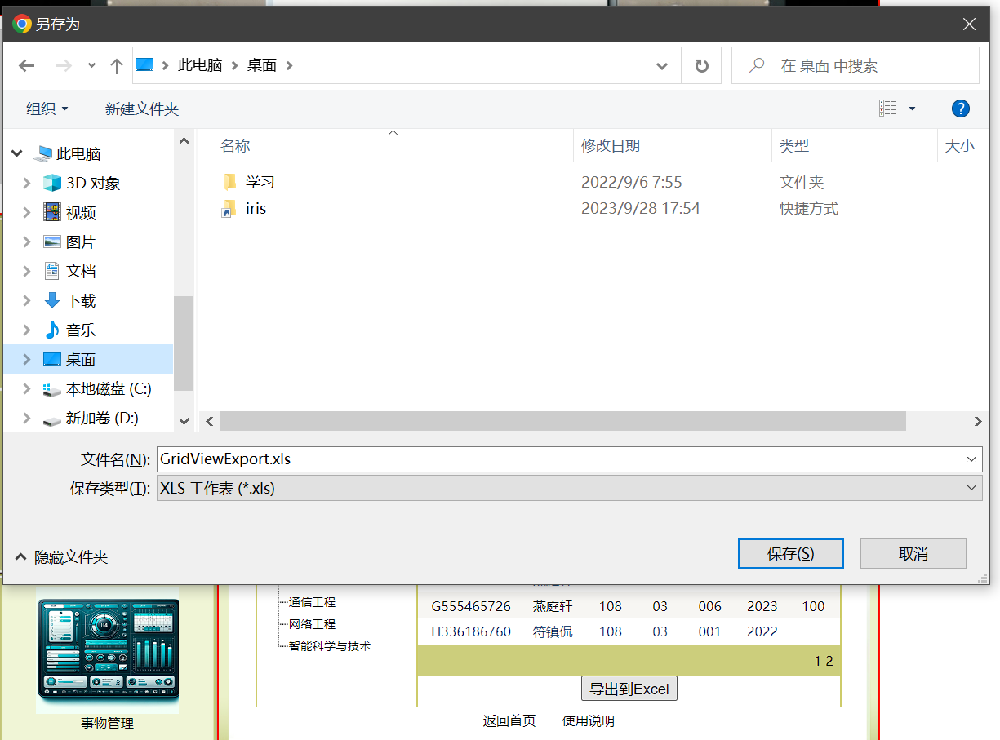 另存为
此电脑 桌面
在 桌面 中搜索
组织 新建文件夹
名称 修改日期 类型 大小
此电脑
3D 对象
视频
图片
文档
下载
音乐
桌面
本地磁盘 (C:)
新加卷 (D:)
学习 2022/9/6 7:55 文件夹
iris 2023/9/28 17:54 快捷方式
文件名(N): GridViewExport.xls
保存类型(T): XLS 工作表 (*.xls)
隐藏文件夹
保存(S) 取消
通信工程
网络工程
智能科学与技术
G555465726 燕庭轩 108 03 006 2023 100
H336186760 符镇侃 108 03 001 2022
1 2
导出到Excel
事物管理
返回首页 使用说明